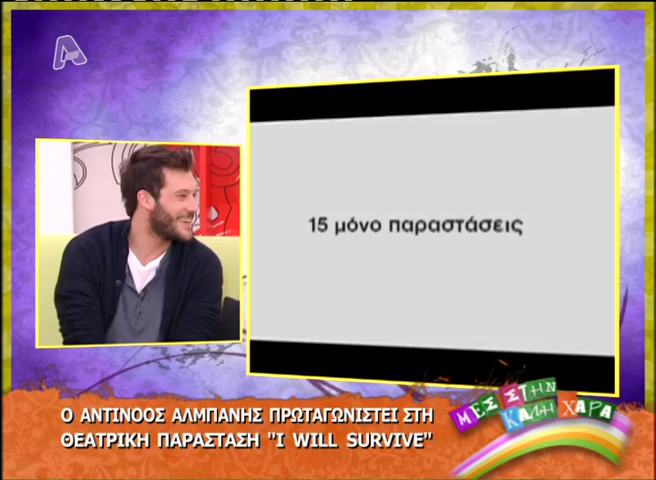 15 μόνο παραστάσεις
Ο ΑΝΤΙΝΟΟΣ ΑΛΜΠΑΝΗΣ ΠΡΩΤΑΓΩΝΙΣΤΕΙ ΣΤΗ
ΘΕΑΤΡΙΚΗ ΠΑΡΑΣΤΑΣΗ "I WILL SURVIVE"
ΜΕΣ ΣΤΗΝ
ΚΑΛΗ ΧΑΡΑ